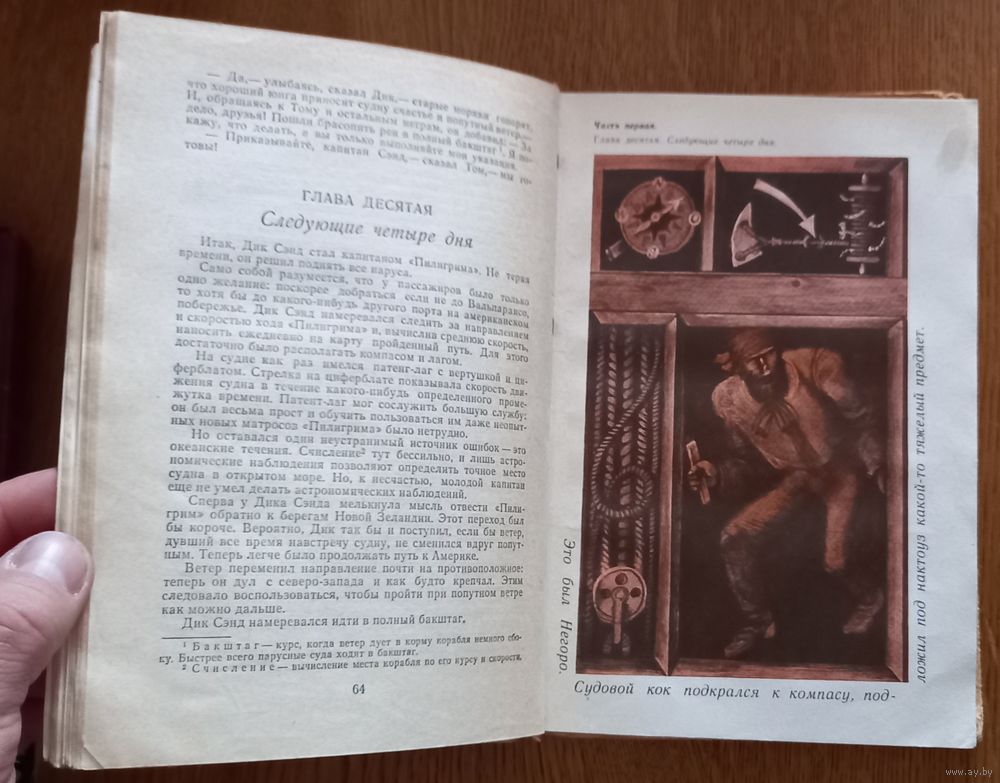 — Да,— улыбаясь, сказал Дик,— старые моряки говорят,
что хороший юнга приносит судну счастье и попутный ветер.—
И, обращаясь к Тому и остальным неграм, он добавил: — За
дело, друзья! Пошли брасопить реи в полный бакштаг¹. Я по-
кажу, что делать, а вы только выполняйте мои указания.
— Приказывайте, капитан Сэнд,— сказал Том,— мы го-
товы!
ГЛАВА ДЕСЯТАЯ
Следующие четыре дня
Итак, Дик Сэнд стал капитаном «Пилигрима». Не теряя
времени, он решил поднять все паруса.
Само собой разумеется, что у пассажиров было только
одно желание: поскорее добраться если не до Вальпараисо,
то хотя бы до какого-нибудь другого порта на американском
побережье. Дик Сэнд намеревался следить за направлением
и скоростью хода «Пилигрима» и, вычислив среднюю скорость,
наносить ежедневно на карту пройденный путь. Для этого
достаточно было располагать компасом и лагом.
На судне как раз имелся патент-лаг с вертушкой и ци-
ферблатом. Стрелка на циферблате показывала скорость дви-
жения судна в течение какого-нибудь определенного проме-
жутка времени. Патент-лаг мог сослужить большую службу:
он был весьма прост и обучить пользоваться им даже неопыт-
ных новых матросов «Пилигрима» было нетрудно.
Но оставался один неустранимый источник ошибок — это
океанские течения. Счисление² тут бессильно, и лишь астро-
номические наблюдения позволяют определить точное место
судна в открытом море. Но, к несчастью, молодой капитан
еще не умел делать астрономических наблюдений.
Сперва у Дика Сэнда мелькнула мысль отвести «Пили-
грим» обратно к берегам Новой Зеландии. Этот переход был
бы короче. Вероятно, Дик так бы и поступил, если бы ветер,
дувший все время навстречу судну, не сменился вдруг попут-
ным. Теперь легче было продолжать путь к Америке.
Ветер переменил направление почти на противоположное:
теперь он дул с северо-запада и как будто крепчал. Этим
следовало воспользоваться, чтобы пройти при попутном ветре
как можно дальше.
Дик Сэнд намеревался идти в полный бакштаг.
¹ Бакштаг — курс, когда ветер дует в корму корабля немного сбо-
ку. Быстрее всего парусные суда ходят в бакштаг.
² Счисление — вычисление места корабля по его курсу и скорости.
64
Часть первая.
Глава десятая. Следующие четыре дня.
Судовой кок подкрался к компасу, под-
ложил под нактоуз какой-то тяжелый предмет.
Это был Негоро.
www.ay.by